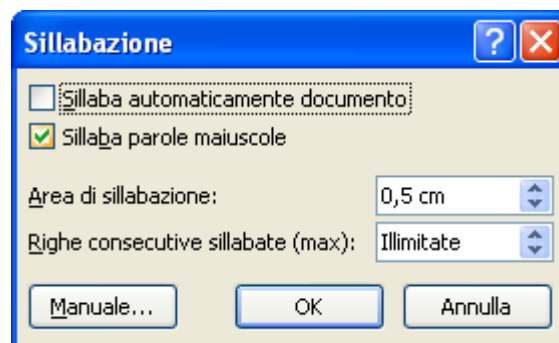 Sillabazione
Sillaba automaticamente documento
Sillaba parole maiuscole
Area di sillabazione: 0,5 cm
Righe consecutive sillabate (max): Illimitate
Manuale... OK Annulla